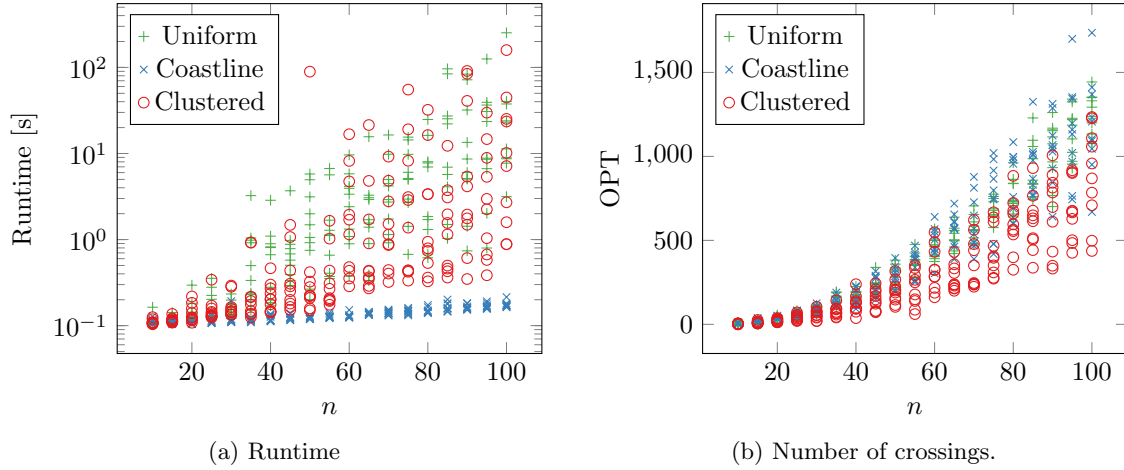 Uniform
Coastline
Clustered
10^2
10^1
10^0
10^−1
Runtime [s]
20 40 60 80 100
n
(a) Runtime
Uniform
Coastline
Clustered
1,500
1,000
500
0
OPT
20 40 60 80 100
n
(b) Number of crossings.